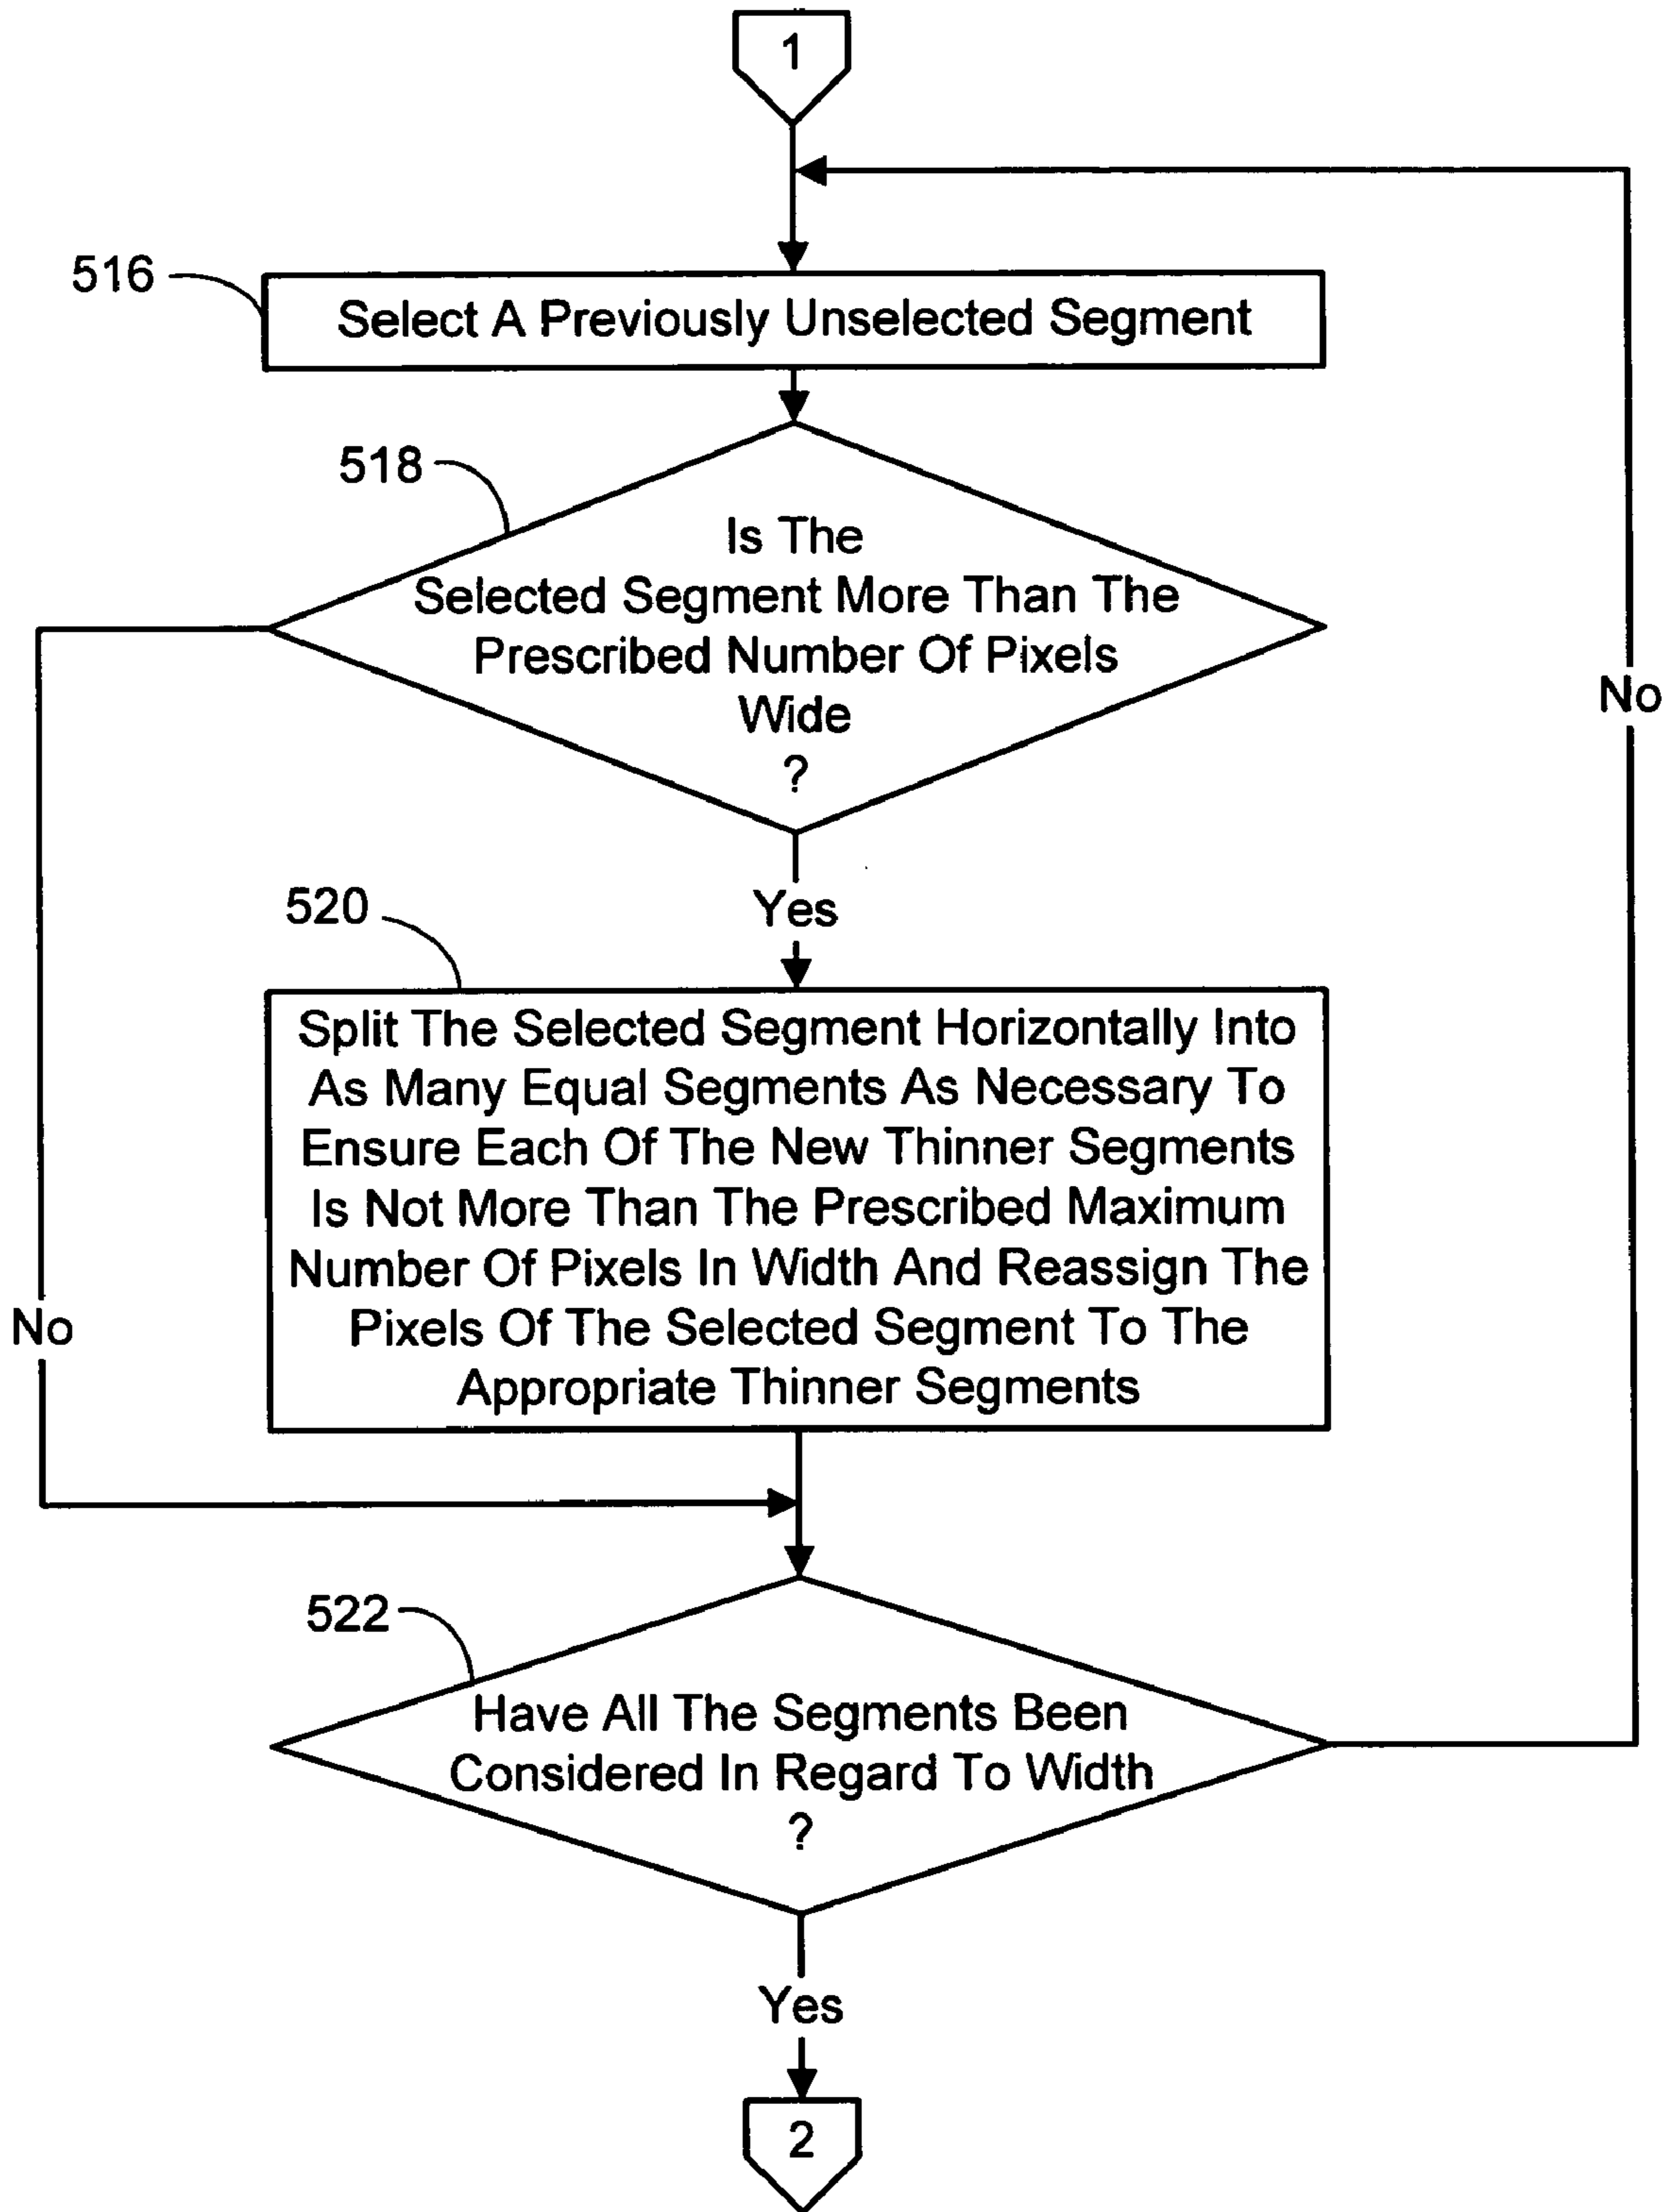 1
516
Select A Previously Unselected Segment
518
Is The
Selected Segment More Than The
Prescribed Number Of Pixels
Wide
?
No
Yes
520
Split The Selected Segment Horizontally Into
As Many Equal Segments As Necessary To
Ensure Each Of The New Thinner Segments
Is Not More Than The Prescribed Maximum
Number Of Pixels In Width And Reassign The
Pixels Of The Selected Segment To The
Appropriate Thinner Segments
No
522
Have All The Segments Been
Considered In Regard To Width
?
Yes
2